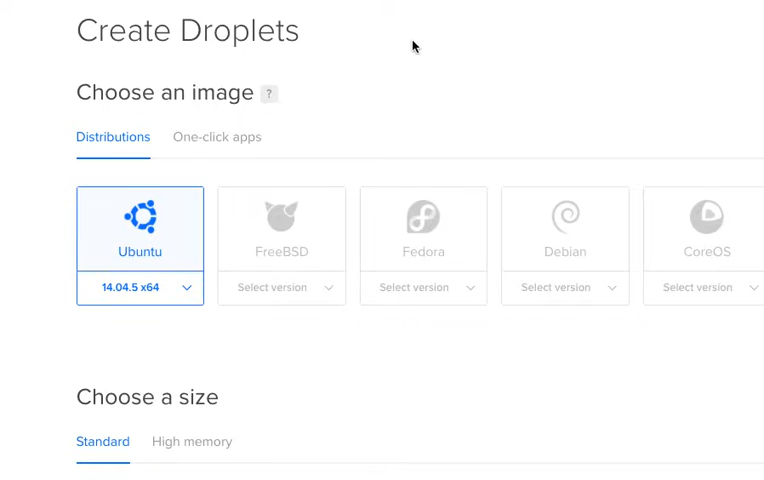 Create Droplets
Choose an image ?
Distributions One-click apps
Ubuntu FreeBSD Fedora Debian CoreOS
14.04.5 x64 Select version Select version Select version Select version
Choose a size
Standard High memory